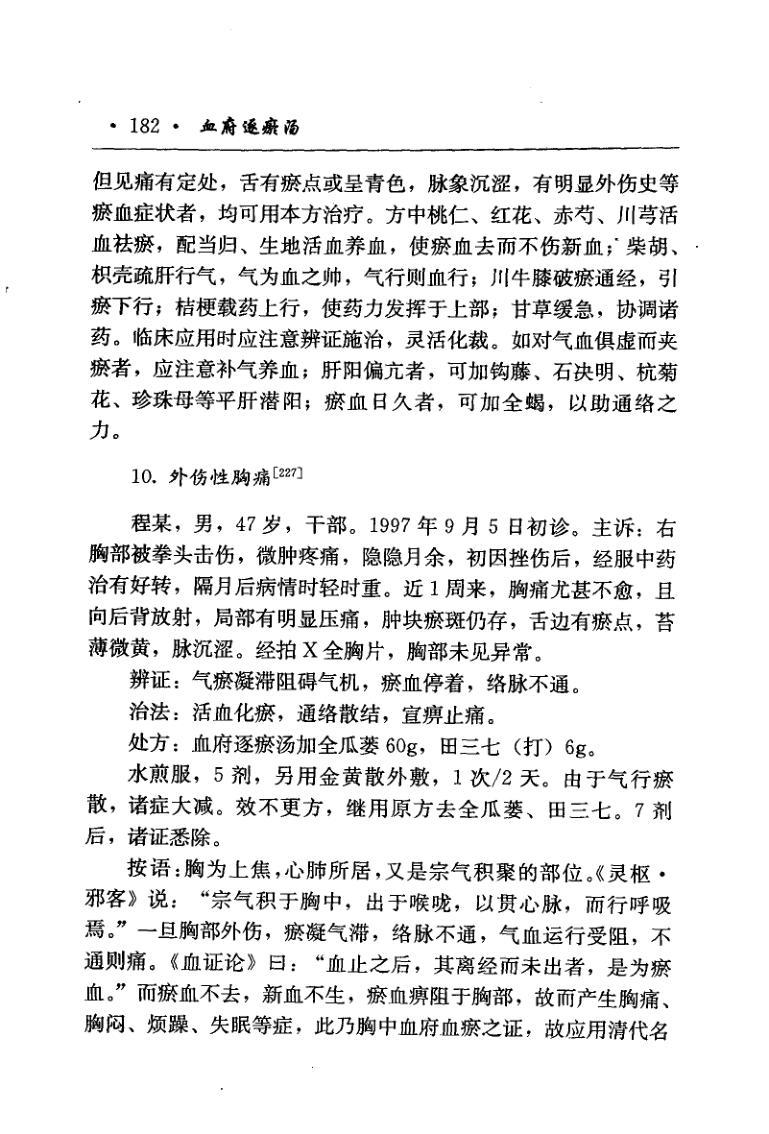 · 182 · 血府逐瘀汤
但见痛有定处，舌有瘀点或呈青色，脉象沉涩，有明显外伤史等
瘀血症状者，均可用本方治疗。方中桃仁、红花、赤芍、川芎活
血祛瘀，配当归、生地活血养血，使瘀血去而不伤新血；柴胡、
枳壳疏肝行气，气为血之帅，气行则血行；川牛膝破瘀通经，引
瘀下行；桔梗载药上行，使药力发挥于上部；甘草缓急，协调诸
药。临床应用时应注意辨证施治，灵活化裁。如对气血俱虚而夹
瘀者，应注意补气养血；肝阳偏亢者，可加钩藤、石决明、杭菊
花、珍珠母等平肝潜阳；瘀血日久者，可加全蝎，以助通络之
力。
10. 外伤性胸痛[227]
程某，男，47岁，干部。1997年9月5日初诊。主诉：右
胸部被拳头击伤，微肿疼痛，隐隐月余，初因挫伤后，经服中药
治有好转，隔月后病情时轻时重。近1周来，胸痛尤甚不愈，且
向后背放射，局部有明显压痛，肿块瘀斑仍存，舌边有瘀点，苔
薄微黄，脉沉涩。经拍X全胸片，胸部未见异常。
辨证：气瘀凝滞阻碍气机，瘀血停着，络脉不通。
治法：活血化瘀，通络散结，宣痹止痛。
处方：血府逐瘀汤加全瓜蒌60g，田三七（打）6g。
水煎服，5剂，另用金黄散外敷，1次/2天。由于气行瘀
散，诸症大减。效不更方，继用原方去全瓜蒌、田三七。7剂
后，诸证悉除。
按语：胸为上焦，心肺所居，又是宗气积聚的部位。《灵枢·
邪客》说：“宗气积于胸中，出于喉咙，以贯心脉，而行呼吸
焉。”一旦胸部外伤，瘀凝气滞，络脉不通，气血运行受阻，不
通则痛。《血证论》曰：“血止之后，其离经而未出者，是为瘀
血。”而瘀血不去，新血不生，瘀血痹阻于胸部，故而产生胸痛、
胸闷、烦躁、失眠等症，此乃胸中血府血瘀之证，故应用清代名